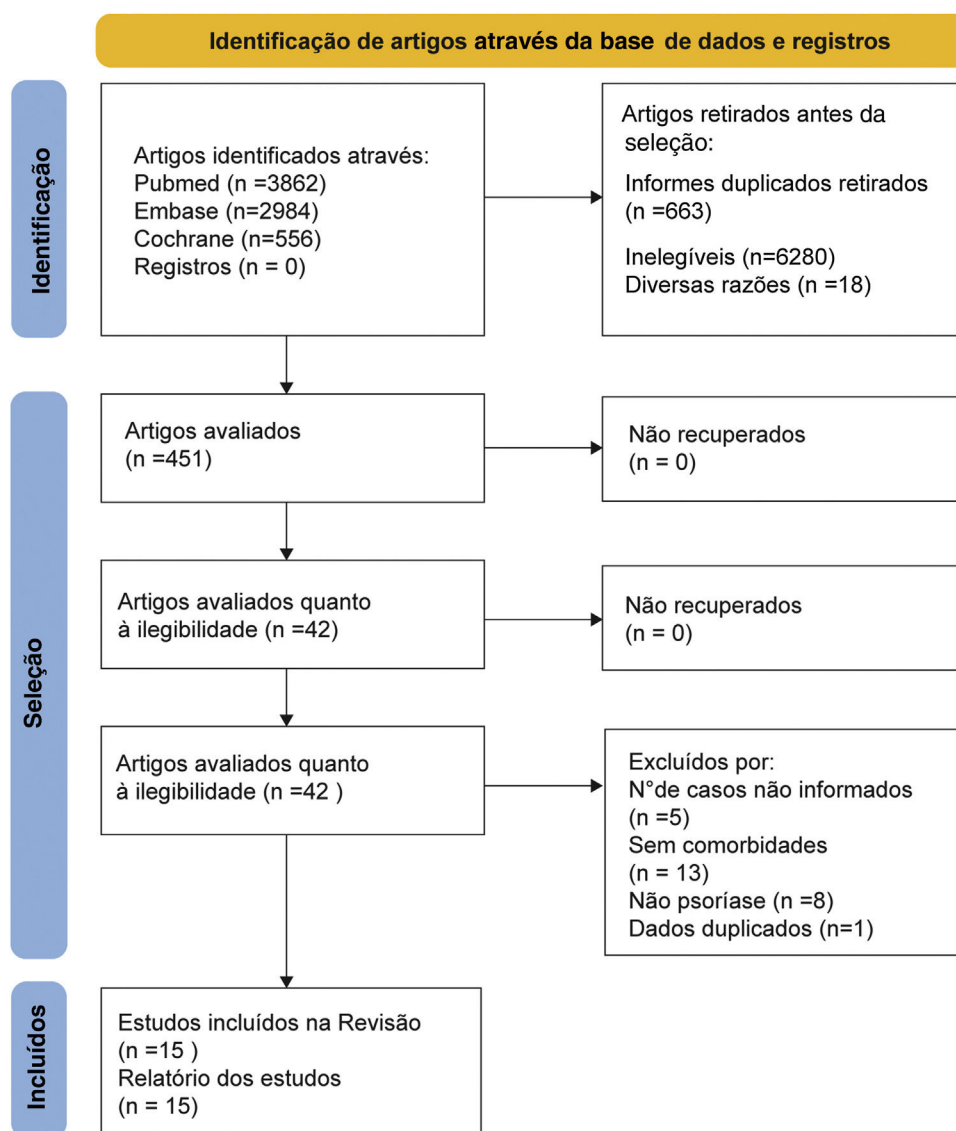 Identificação de artigos através da base de dados e registros
Identificação
Artigos identificados através:
Pubmed (n =3862)
Embase (n=2984)
Cochrane (n=556)
Registros (n = 0)
Artigos retirados antes da
seleção:
Informes duplicados retirados
(n =663)
Inelegíveis (n=6280)
Diversas razões (n =18)
Seleção
Artigos avaliados
(n =451)
Não recuperados
(n = 0)
Artigos avaliados quanto
à ilegibilidade (n =42)
Não recuperados
(n = 0)
Artigos avaliados quanto
à ilegibilidade (n =42 )
Excluídos por:
N°de casos não informados
(n =5)
Sem comorbidades
(n = 13)
Não psoríase (n =8)
Dados duplicados (n=1)
Incluídos
Estudos incluídos na Revisão
(n =15 )
Relatório dos estudos
(n = 15)